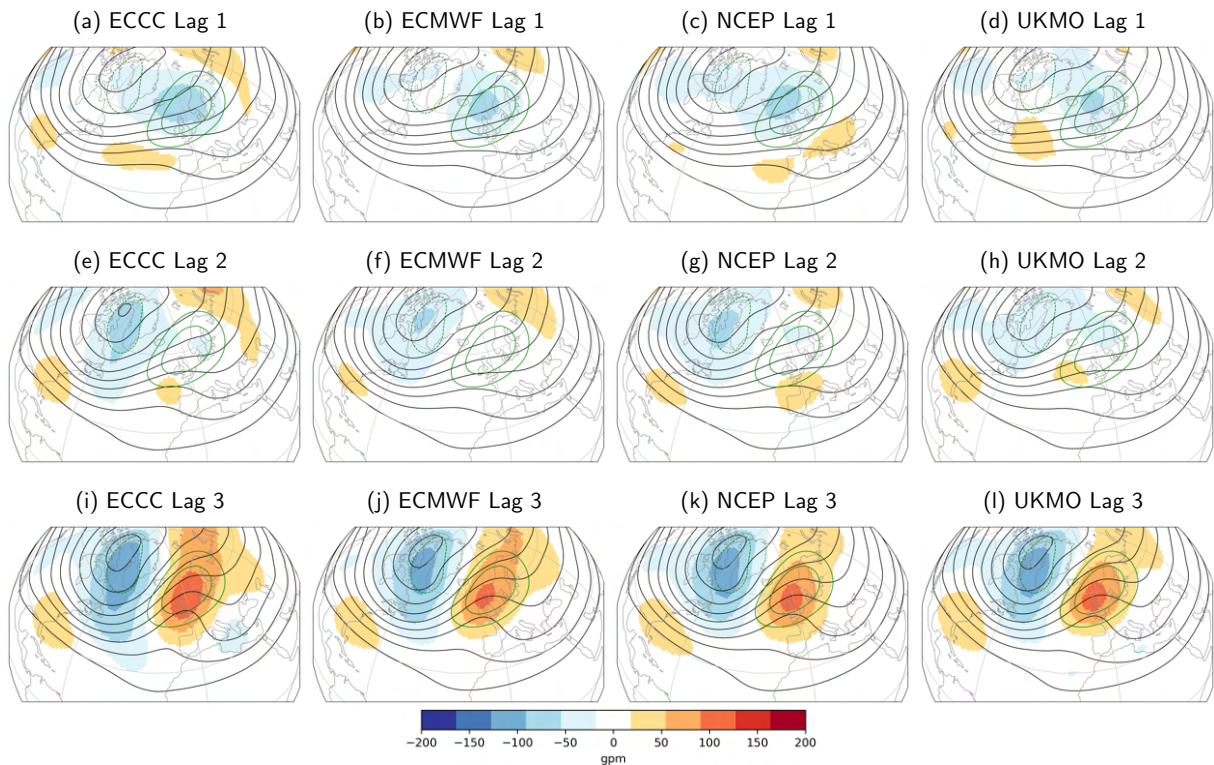 (a) ECCC Lag 1
(b) ECMWF Lag 1
(c) NCEP Lag 1
(d) UKMO Lag 1
(e) ECCC Lag 2
(f) ECMWF Lag 2
(g) NCEP Lag 2
(h) UKMO Lag 2
(i) ECCC Lag 3
(j) ECMWF Lag 3
(k) NCEP Lag 3
(l) UKMO Lag 3
−200 −150 −100 −50 0 50 100 150 200
gpm